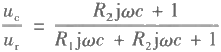 u_c / u_r = (R_2jωc + 1) / (R_1jωc + R_2jωc + 1)